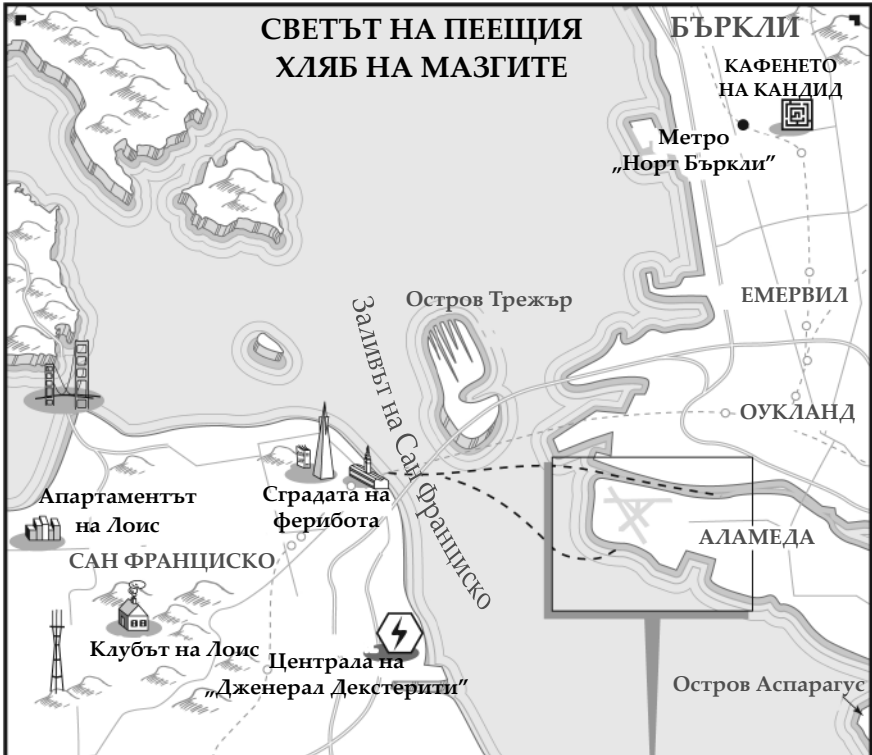 СВЕТЪТ НА ПЕЕЩИЯ
ХЛЯБ НА МАЗГИТЕ
БЪРКЛИ
КАФЕНЕТО
НА КАНДИД
Метро
„Норт Бъркли”
ЕМЕРВИЛ
Остров Трежър
Заливът на Сан Франциско
ОУКЛАНД
Апартаментът
на Лоис
Сградата на
ферибота
АЛАМЕДА
САН ФРАНЦИСКО
Клубът на Лоис
Централа на
„Дженерал Декстерити”
Остров Аспарагус